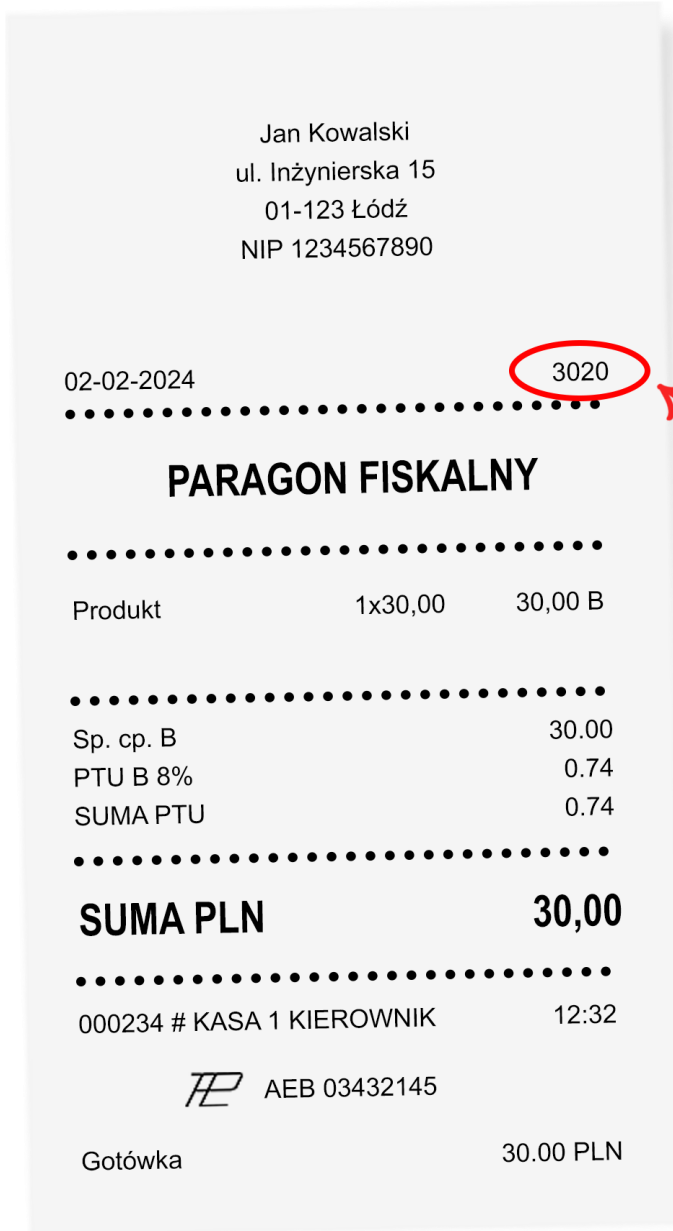 Jan Kowalski
ul. Inżynierska 15
01-123 Łódź
NIP 1234567890
02-02-2024 3020
PARAGON FISKALNY
Produkt 1x30,00 30,00 B
Sp. cp. B 30.00
PTU B 8% 0.74
SUMA PTU 0.74
SUMA PLN 30,00
000234 # KASA 1 KIEROWNIK 12:32
AEB 03432145
Gotówka 30.00 PLN